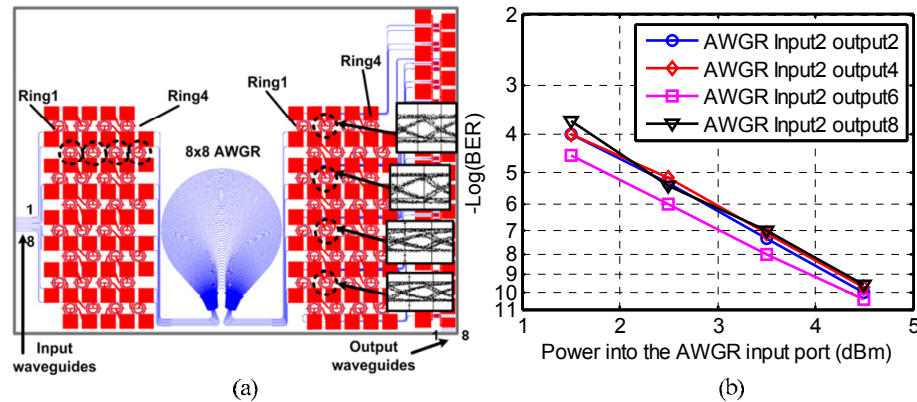 Ring1
Ring4
8x8 AWGR
1
8
Input
waveguides
Ring1
Ring4
Output
waveguides
1 8
(a)
2
3
4
5
6
7
8
9
10
11
-Log(BER)
AWGR Input2 output2
AWGR Input2 output4
AWGR Input2 output6
AWGR Input2 output8
1 2 3 4 5
Power into the AWGR input port (dBm)
(b)